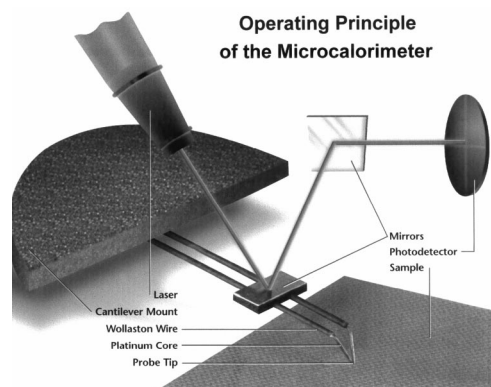 Operating Principle
of the Microcalorimeter
Mirrors
Photodetector
Sample
Laser
Cantilever Mount
Wollaston Wire
Platinum Core
Probe Tip